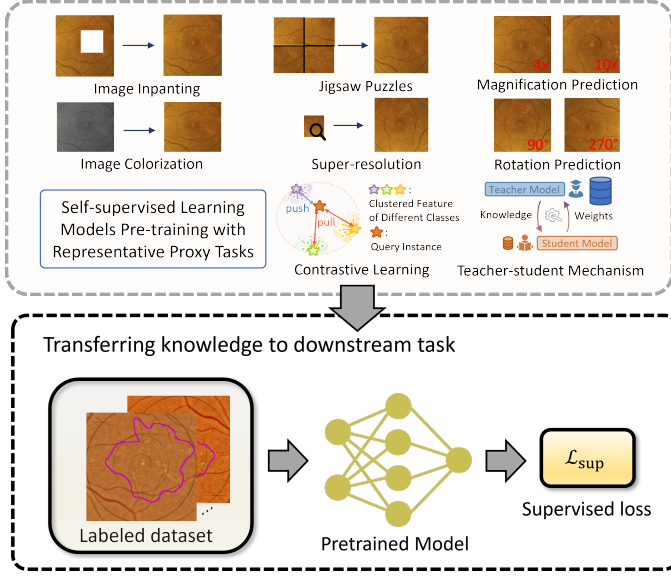 Image Inpanting
Jigsaw Puzzles
4x
10x
Magnification Prediction
Image Colorization
Super-resolution
90°
270°
Rotation Prediction
Self-supervised Learning
Models Pre-training with
Representative Proxy Tasks
push
pull
:
Clustered Feature
of Different Classes
:
Query Instance
Contrastive Learning
Teacher Model
Knowledge
Weights
Student Model
Teacher-student Mechanism
Transferring knowledge to downstream task
Labeled dataset
Pretrained Model
ℒsup
Supervised loss